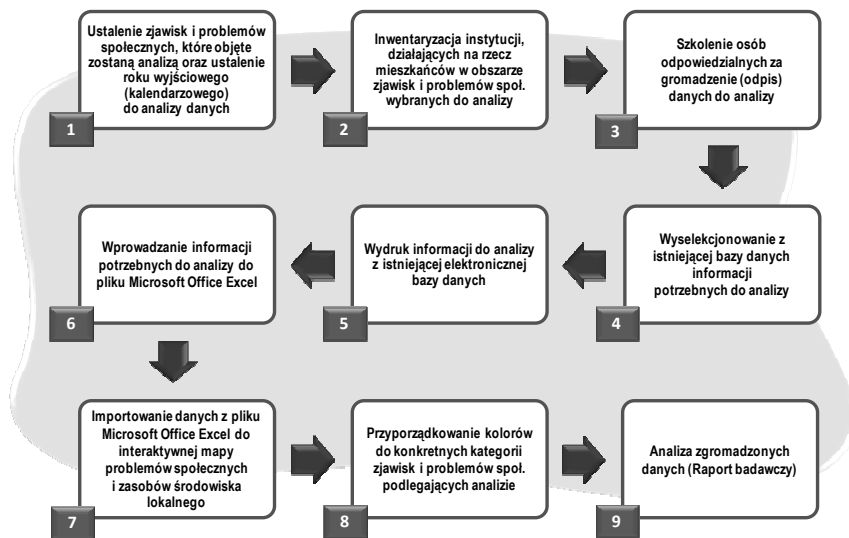 Ustalenie zjawisk i problemów
społecznych, które objęte
zostaną analizą oraz ustalenie
roku wyjściowego
(kalendarzowego)
do analizy danych
1
Inwentaryzacja instytucji,
działających na rzecz
mieszkańców w obszarze
zjawisk i problemów społ.
wybranych do analizy
2
Szkolenie osób
odpowiedzialnych za
gromadzenie (odpis)
danych do analizy
3
Wyselekcjonowanie z
istniejącej bazy danych
informacji
potrzebnych do analizy
4
Wydruk informacji do analizy
z istniejącej elektronicznej
bazy danych
5
Wprowadzanie informacji
potrzebnych do analizy do
pliku Microsoft Office Excel
6
Importowanie danych z pliku
Microsoft Office Excel do
interaktywnej mapy
problemów społecznych
i zasobów środowiska
lokalnego
7
Przyporządkowanie kolorów
do konkretnych kategorii
zjawisk i problemów społ.
podlegających analizie
8
Analiza zgromadzonych
danych (Raport badawczy)
9